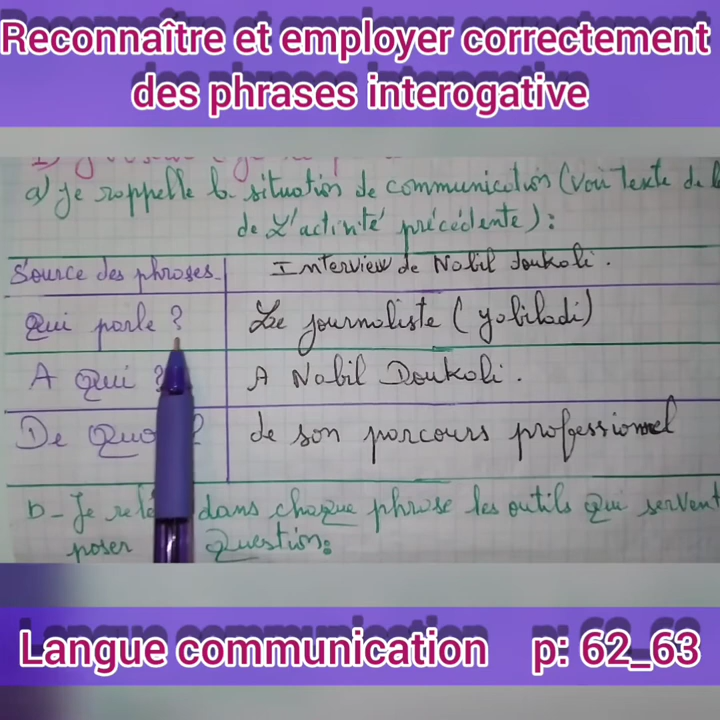 Reconnaître et employer correctement
des phrases interogative
a) je rappelle la situation de communication (Voir Texte de
de L'activité précédente) :
Source des phrases
Interview de Nabil Doukali.
Qui parle ?
Le journaliste (yabiladi)
A Qui ?
A Nabil Doukali.
De Quoi ?
de son parcours professionnel
b- Je dans chaque phrase les outils qui servent
poser Question:
Langue communication p: 62_63